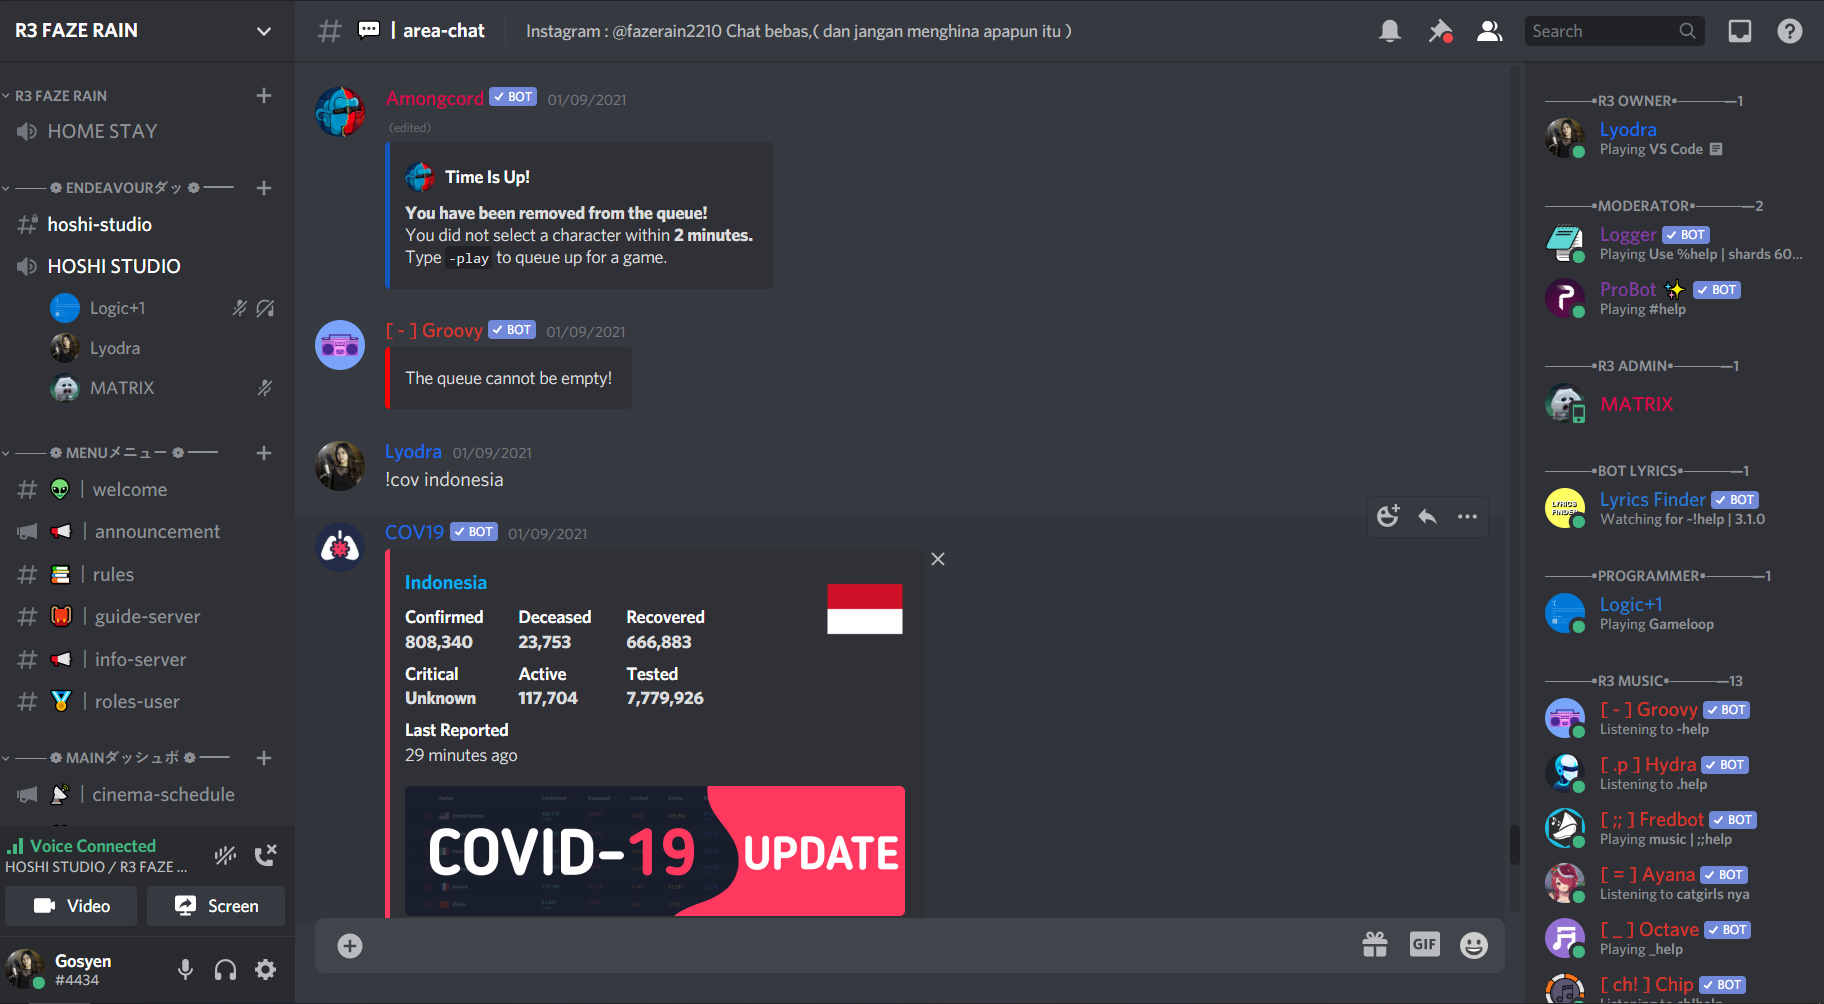 R3 FAZE RAIN
R3 FAZE RAIN
HOME STAY
ENDEAVOURダッ
hoshi-studio
HOSHI STUDIO
Logic+1
Lyodra
MATRIX
MENUメニュー
| welcome
| announcement
| rules
| guide-server
| info-server
| roles-user
MAINダッシュボ
| cinema-schedule
Voice Connected
HOSHI STUDIO / R3 FAZE ...
Video
Screen
Gosyen
#4434
# 💬 | area-chat
Instagram : @fazerain2210 Chat bebas,( dan jangan menghina apapun itu )
Search
Amongcord ✓ BOT 01/09/2021
(edited)
Time Is Up!
You have been removed from the queue!
You did not select a character within 2 minutes.
Type -play to queue up for a game.
[ - ] Groovy ✓ BOT 01/09/2021
The queue cannot be empty!
Lyodra 01/09/2021
!cov indonesia
COV19 ✓ BOT 01/09/2021
Indonesia
Confirmed Deceased Recovered
808,340 23,753 666,883
Critical Active Tested
Unknown 117,704 7,779,926
Last Reported
29 minutes ago
COVID-19 UPDATE
GIF
———•R3 OWNER•————1
Lyodra
Playing VS Code
———•MODERATOR•————2
Logger ✓ BOT
Playing Use %help | shards 60...
ProBot ✨ ✓ BOT
Playing #help
———•R3 ADMIN•————1
MATRIX
———•BOT LYRICS•————1
LYRICS
FINDER
Lyrics Finder ✓ BOT
Watching for ~!help | 3.1.0
———•PROGRAMMER•————1
Logic+1
Playing Gameloop
———•R3 MUSIC•————13
[ - ] Groovy ✓ BOT
Listening to -help
[ .p ] Hydra ✓ BOT
Listening to .help
[ ;; ] Fredbot ✓ BOT
Playing music | ;;help
[ = ] Ayana ✓ BOT
Listening to catgirls nya
[ _ ] Octave ✓ BOT
Playing _help
[ ch! ] Chip ✓ BOT